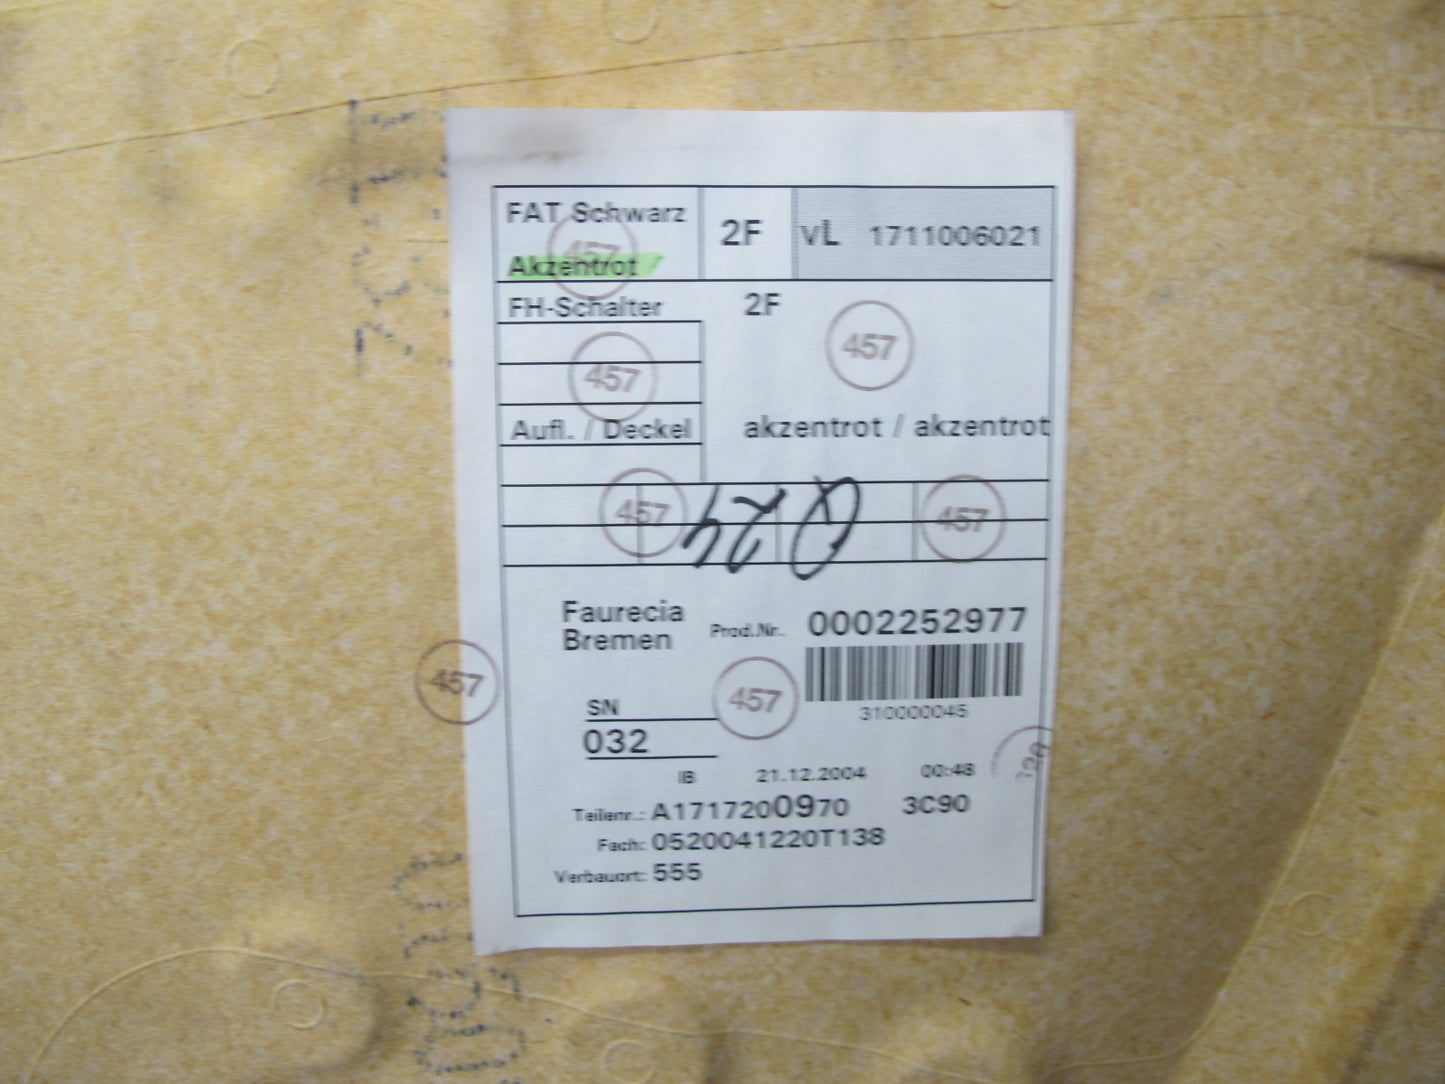 FAT Schwarz
Akzentrot
2F
vL 1711006021
457
FH-Schalter 2F
457
457
Aufl. / Deckel akzentrot / akzentrot
457
457
Faurecia
Bremen
Prod.Nr. 0002252977
457
457
310000045
SN
032
IB 21.12.2004 00:48
Teilenr.: A1717200970 3C90
Fach: 0520041220T138
Verbauort: 555